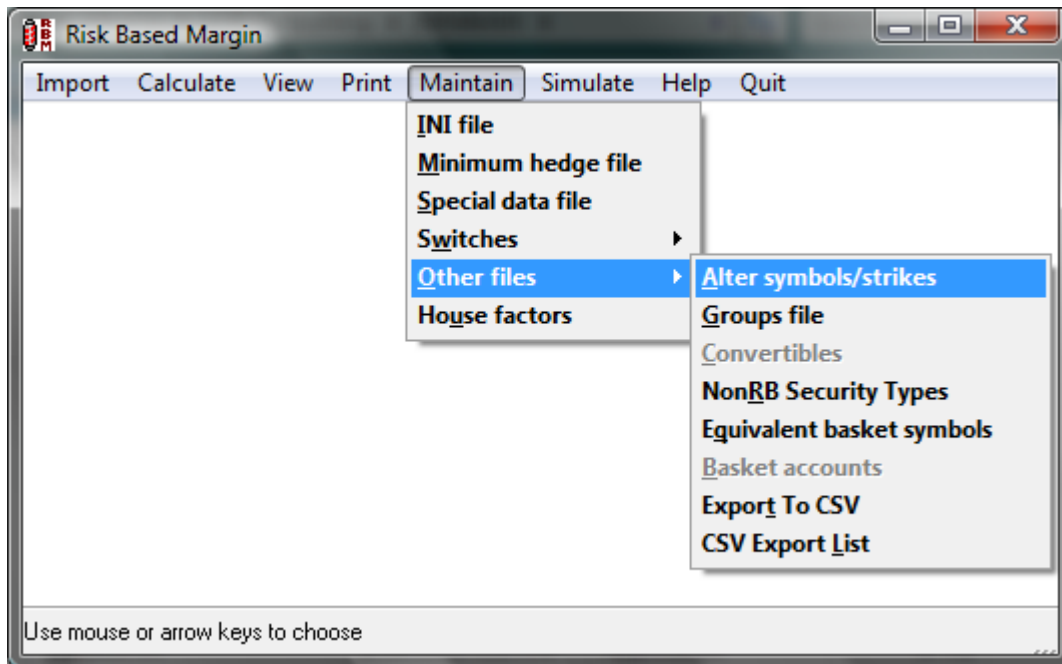 RBM Risk Based Margin
Import Calculate View Print Maintain Simulate Help Quit
INI file
Minimum hedge file
Special data file
Switches
Other files
House factors
Alter symbols/strikes
Groups file
Convertibles
NonRB Security Types
Equivalent basket symbols
Basket accounts
Export To CSV
CSV Export List
Use mouse or arrow keys to choose